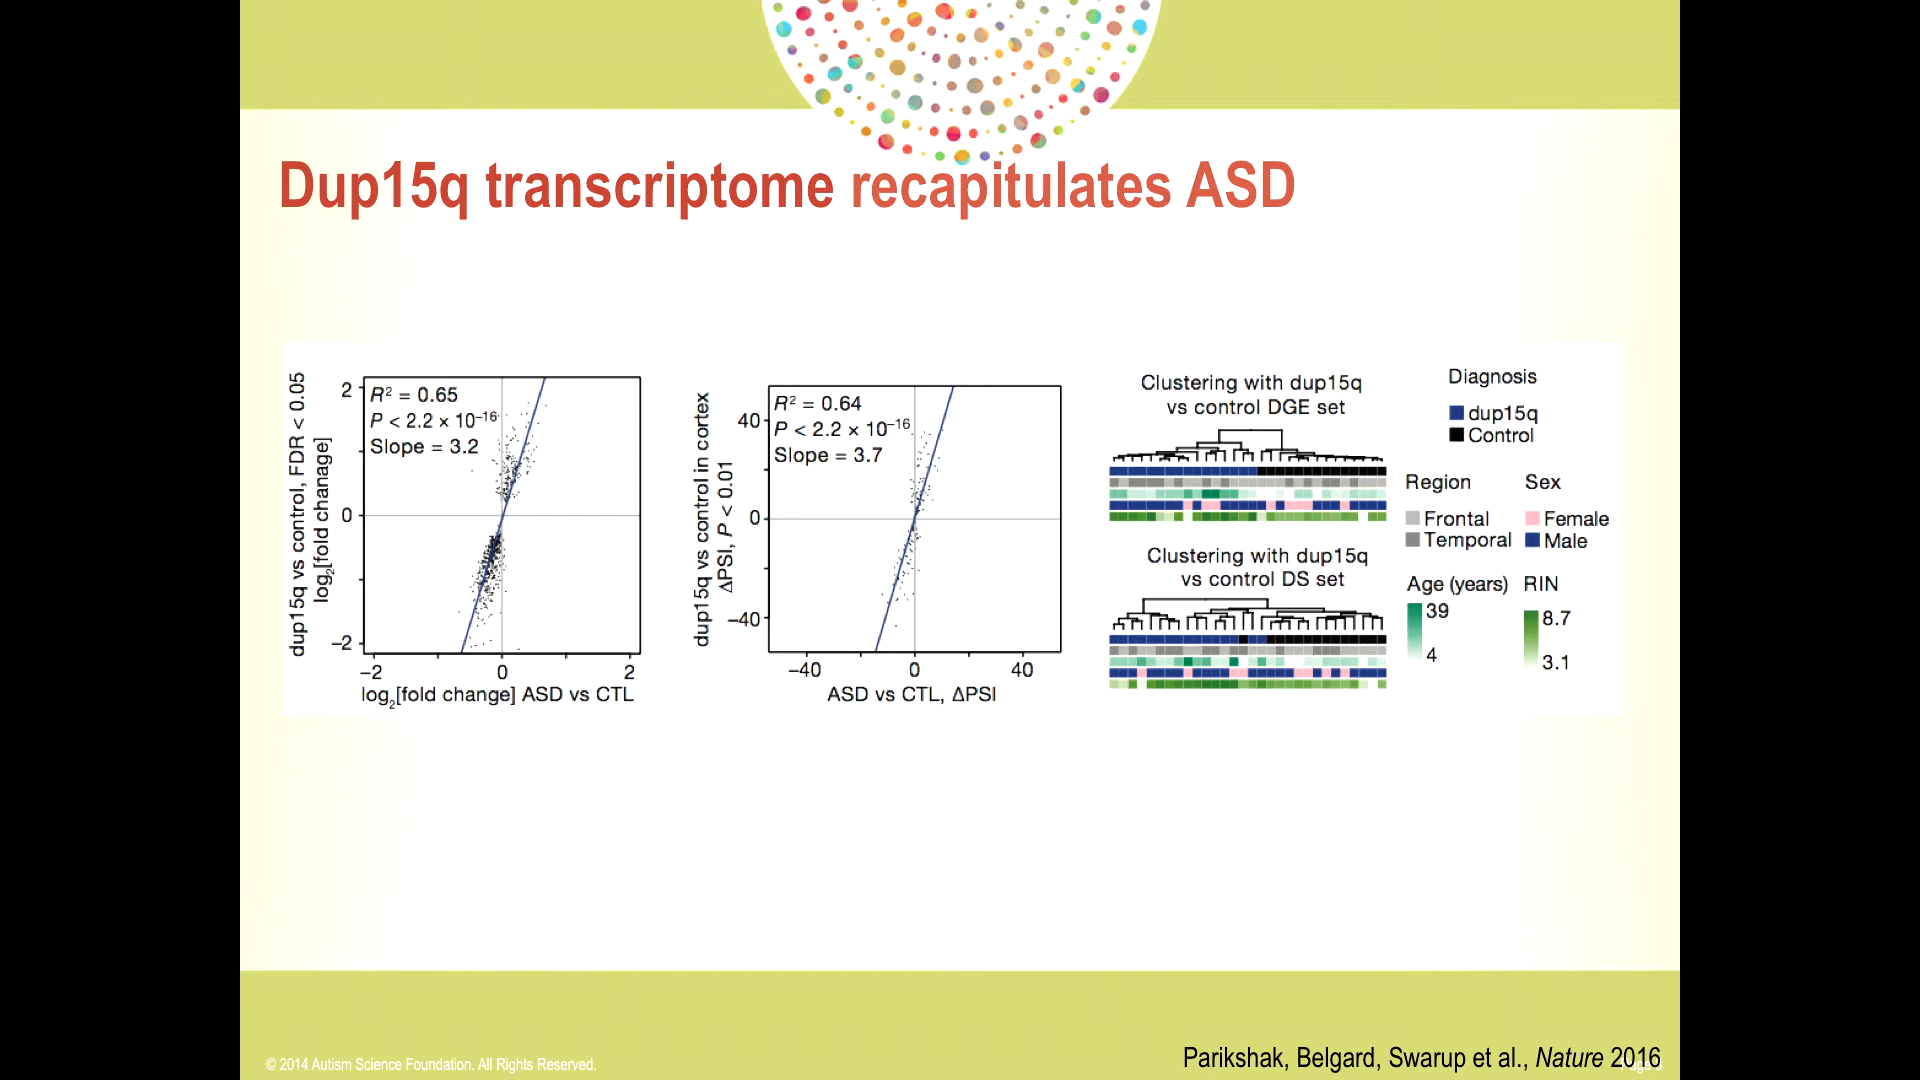 Dup15q transcriptome recapitulates ASD
dup15q vs control, FDR < 0.05
log2[fold chanage]
R² = 0.65
P < 2.2 × 10⁻¹⁶
Slope = 3.2
2
0
−2
−2 0 2
log2[fold change] ASD vs CTL
dup15q vs control in cortex
ΔPSI, P < 0.01
R² = 0.64
P < 2.2 × 10⁻¹⁶
Slope = 3.7
40
0
−40
−40 0 40
ASD vs CTL, ΔPSI
Clustering with dup15q
vs control DGE set
Clustering with dup15q
vs control DS set
Diagnosis
dup15q
Control
Region
Frontal
Temporal
Sex
Female
Male
Age (years)
39
4
RIN
8.7
3.1
© 2014 Autism Science Foundation. All Rights Reserved.
Parikshak, Belgard, Swarup et al., Nature 2016